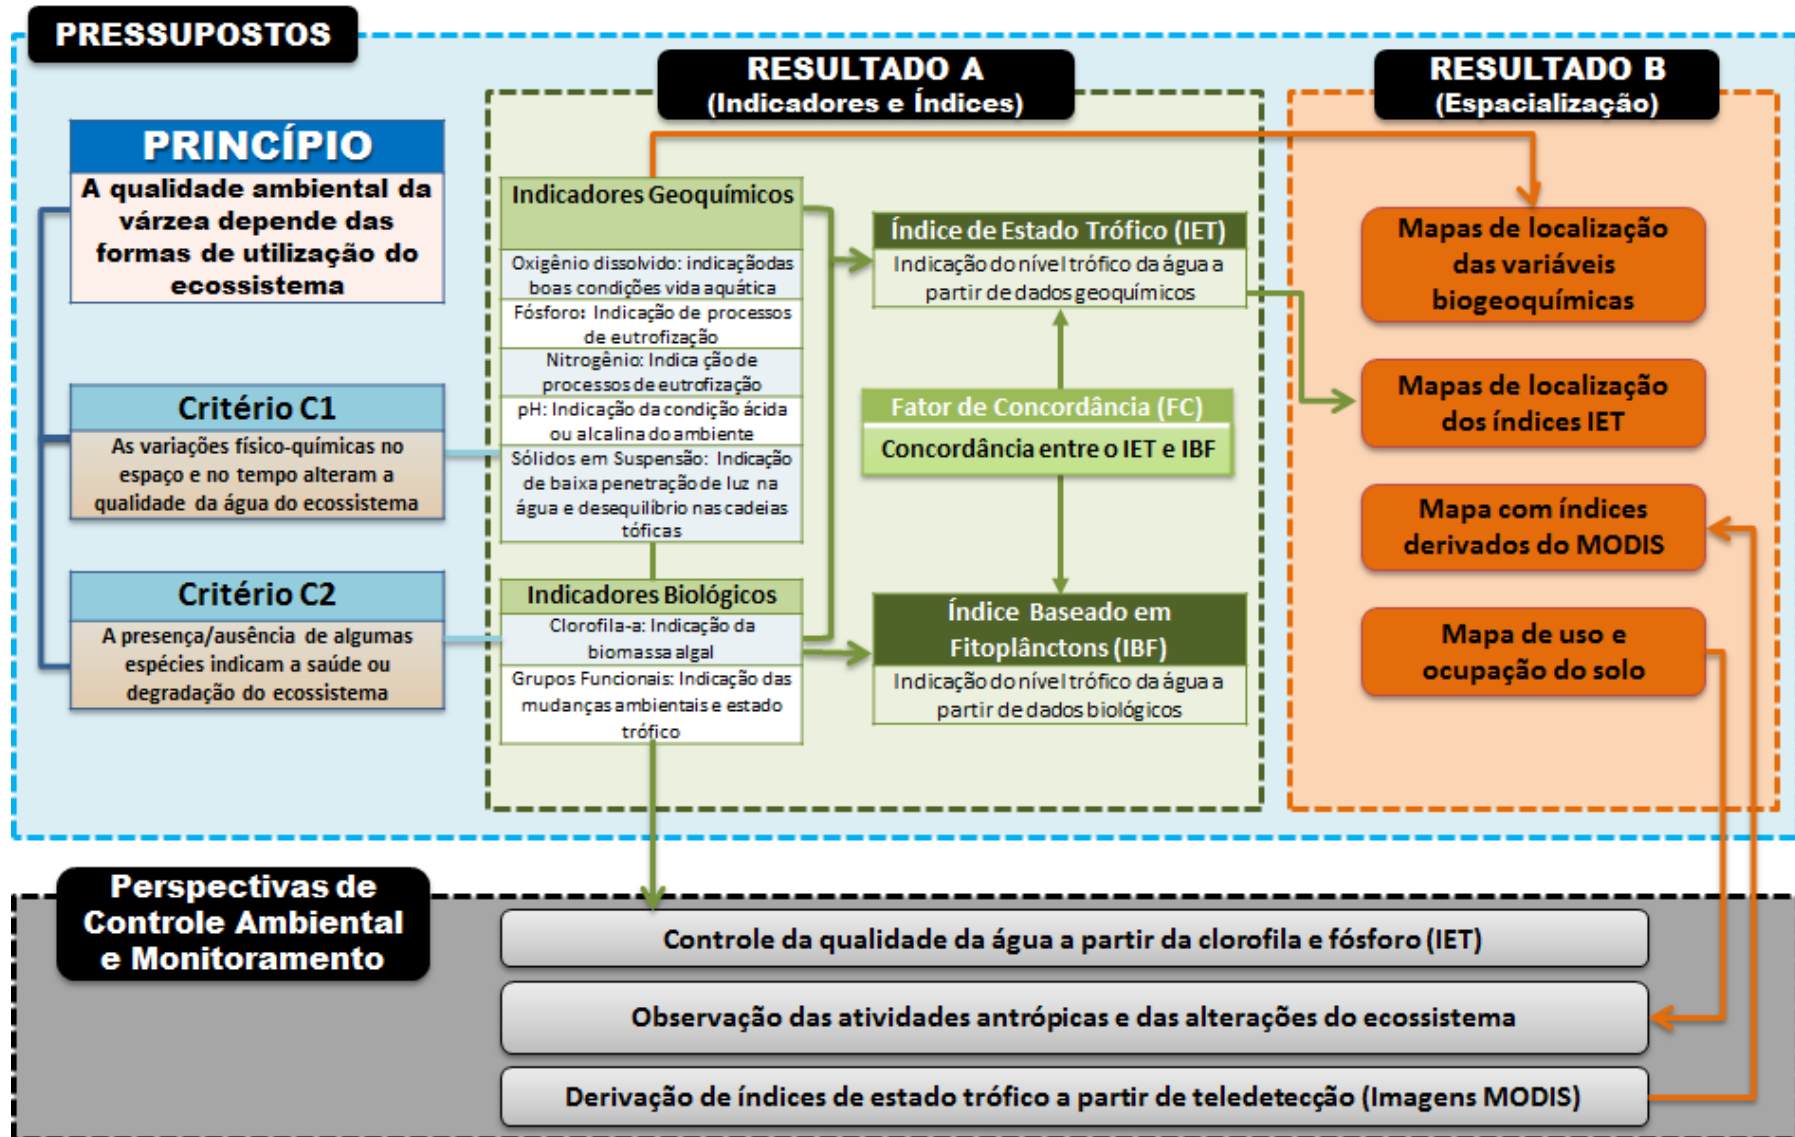 PRESSUPOSTOS
PRINCÍPIO
A qualidade ambiental da
várzea depende das
formas de utilização do
ecossistema
Critério C1
As variações físico-químicas no
espaço e no tempo alteram a
qualidade da água do ecossistema
Critério C2
A presença/ausência de algumas
espécies indicam a saúde ou
degradação do ecossistema
RESULTADO A
(Indicadores e Índices)
Indicadores Geoquímicos
Oxigênio dissolvido: indicaçãodas
boas condições vida aquática
Fósforo: Indicação de processos
de eutrofização
Nitrogênio: Indica ção de
processos de eutrofização
pH: Indicação da condição ácida
ou alcalina do ambiente
Sólidos em Suspensão: Indicação
de baixa penetração de luz na
água e desequilíbrio nas cadeias
tóficas
Indicadores Biológicos
Clorofila-a: Indicação da
biomassa algal
Grupos Funcionais: Indicação das
mudanças ambientais e estado
trófico
Índice de Estado Trófico (IET)
Indicação do nível trófico da água a
partir de dados geoquímicos
Fator de Concordância (FC)
Concordância entre o IET e IBF
Índice Baseado em
Fitoplânctons (IBF)
Indicação do nível trófico da água a
partir de dados biológicos
RESULTADO B
(Espacialização)
Mapas de localização
das variáveis
biogeoquímicas
Mapas de localização
dos índices IET
Mapa com índices
derivados do MODIS
Mapa de uso e
ocupação do solo
Perspectivas de
Controle Ambiental
e Monitoramento
Controle da qualidade da água a partir da clorofila e fósforo (IET)
Observação das atividades antrópicas e das alterações do ecossistema
Derivação de índices de estado trófico a partir de teledetecção (Imagens MODIS)